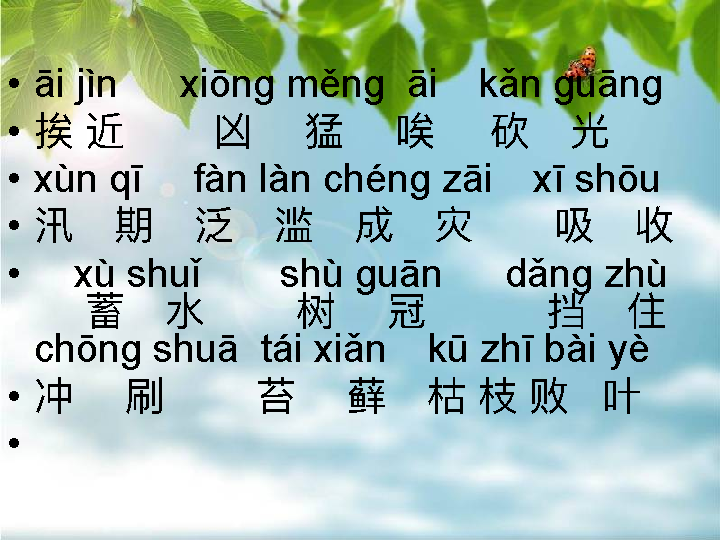 • āi jìn xiōng měng āi kǎn guāng
• 挨 近 凶 猛 唉 砍 光
• xùn qī fàn làn chéng zāi xī shōu
• 汛 期 泛 滥 成 灾 吸 收
• xù shuǐ shù guān dǎng zhù
蓄 水 树 冠 挡 住
chōng shuā tái xiǎn kū zhī bài yè
• 冲 刷 苔 藓 枯 枝 败 叶
•